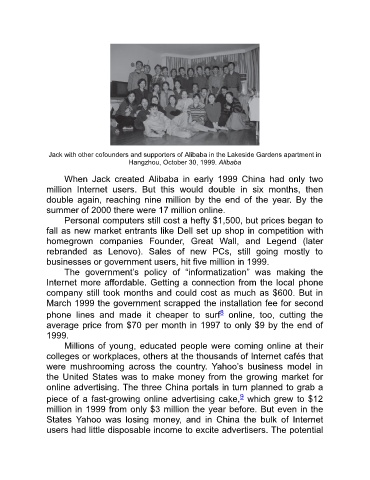 Jack with other cofounders and supporters of Alibaba in the Lakeside Gardens apartment in
Hangzhou, October 30, 1999. Alibaba
When Jack created Alibaba in early 1999 China had only two
million Internet users. But this would double in six months, then
double again, reaching nine million by the end of the year. By the
summer of 2000 there were 17 million online.
Personal computers still cost a hefty $1,500, but prices began to
fall as new market entrants like Dell set up shop in competition with
homegrown companies Founder, Great Wall, and Legend (later
rebranded as Lenovo). Sales of new PCs, still going mostly to
businesses or government users, hit five million in 1999.
The government's policy of “informatization” was making the
Internet more affordable. Getting a connection from the local phone
company still took months and could cost as much as $600. But in
March 1999 the government scrapped the installation fee for second
phone lines and made it cheaper to surf8 online, too, cutting the
average price from $70 per month in 1997 to only $9 by the end of
1999.
Millions of young, educated people were coming online at their
colleges or workplaces, others at the thousands of Internet cafés that
were mushrooming across the country. Yahoo's business model in
the United States was to make money from the growing market for
online advertising. The three China portals in turn planned to grab a
piece of a fast-growing online advertising cake,9 which grew to $12
million in 1999 from only $3 million the year before. But even in the
States Yahoo was losing money, and in China the bulk of Internet
users had little disposable income to excite advertisers. The potential